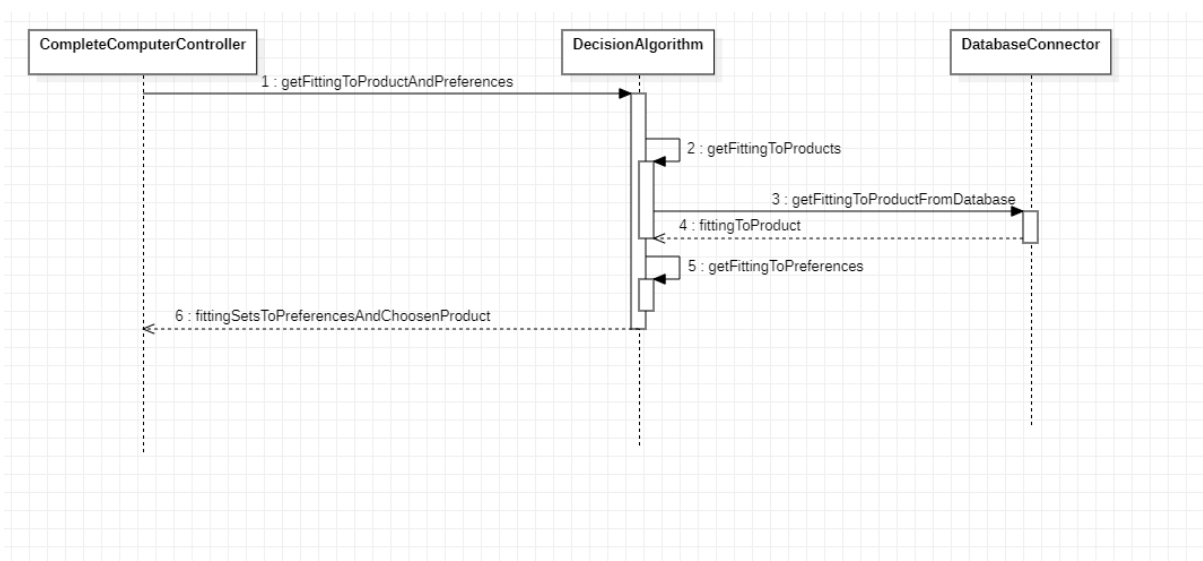 CompleteComputerController
DecisionAlgorithm
DatabaseConnector
1 : getFittingToProductAndPreferences
2 : getFittingToProducts
3 : getFittingToProductFromDatabase
4 : fittingToProduct
5 : getFittingToPreferences
6 : fittingSetsToPreferencesAndChoosenProduct